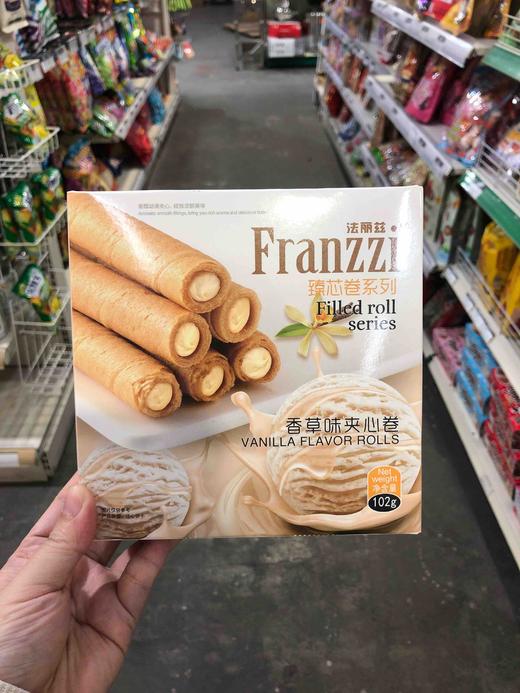 法丽兹
Franzzi
臻芯卷系列
Filled roll
series
香草味夹心卷
VANILLA FLAVOR ROLLS
Net
weight
净含量
102g